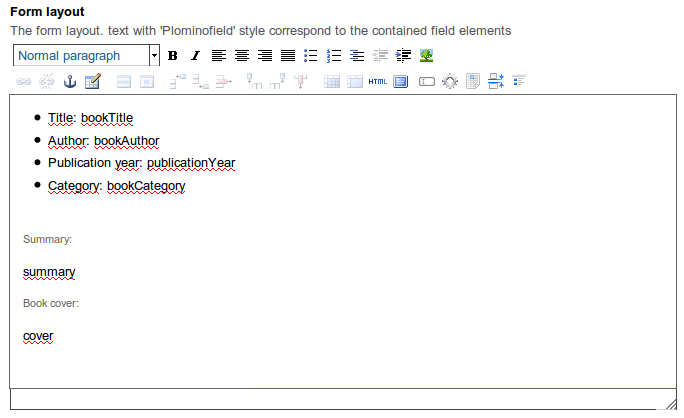 Form layout
The form layout. text with 'Plominofield' style correspond to the contained field elements
Normal paragraph
B I
HTML
Title: bookTitle
Author: bookAuthor
Publication year: publicationYear
Category: bookCategory
Summary:
summary
Book cover:
cover